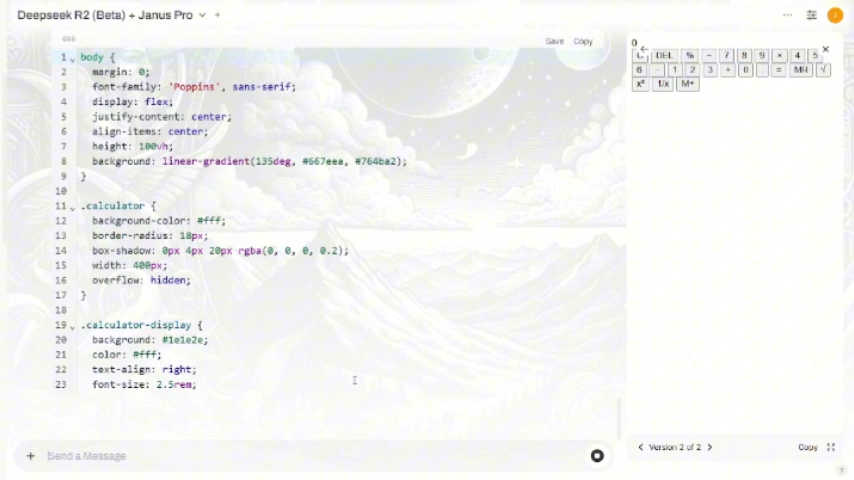 Deepseek R2 (Beta) + Janus Pro
css
Save Copy
1 body {
2 margin: 0;
3 font-family: 'Poppins', sans-serif;
4 display: flex;
5 justify-content: center;
6 align-items: center;
7 height: 100vh;
8 background: linear-gradient(135deg, #667eea, #764ba2);
9 }
10
11 .calculator {
12 background-color: #fff;
13 border-radius: 18px;
14 box-shadow: 0px 4px 20px rgba(0, 0, 0, 0.2);
15 width: 400px;
16 overflow: hidden;
17 }
18
19 .calculator-display {
20 background: #1e1e2e;
21 color: #fff;
22 text-align: right;
23 font-size: 2.5rem;
Send a Message
0
C DEL % − 7 8 9 × 4 5
6 − 1 2 3 + 0 . = MR √
x² 1/x M+
Version 2 of 2
Copy
?